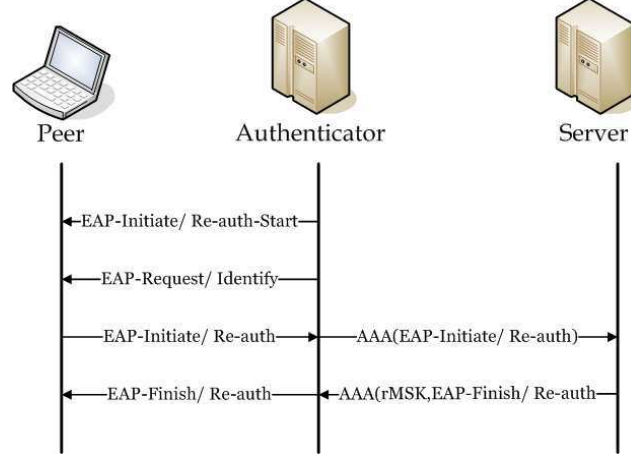 Peer
Authenticator
Server
EAP-Initiate/ Re-auth-Start
EAP-Request/ Identify
EAP-Initiate/ Re-auth
AAA(EAP-Initiate/ Re-auth)
EAP-Finish/ Re-auth
AAA(rMSK,EAP-Finish/ Re-auth